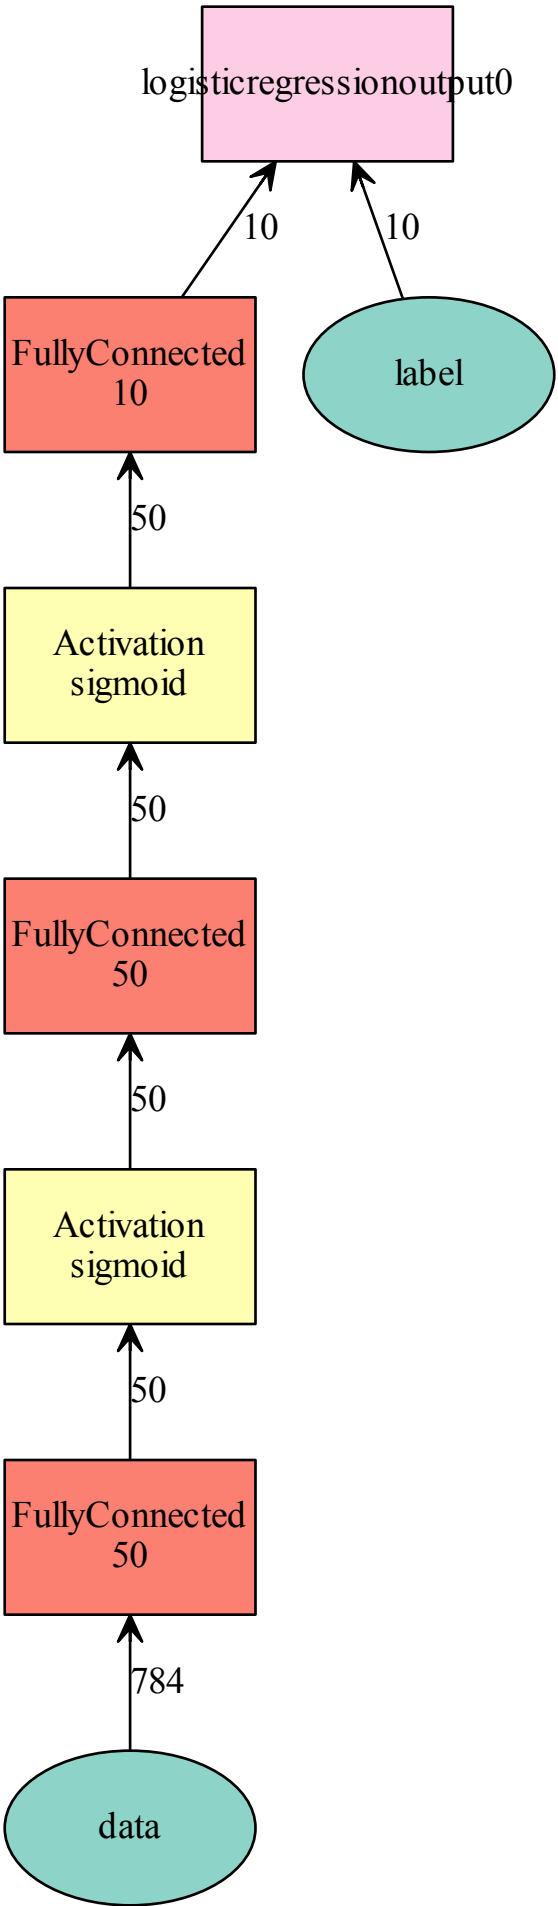 logisticregressionoutput0
10
10
FullyConnected
10
label
50
Activation
sigmoid
50
FullyConnected
50
50
Activation
sigmoid
50
FullyConnected
50
784
data